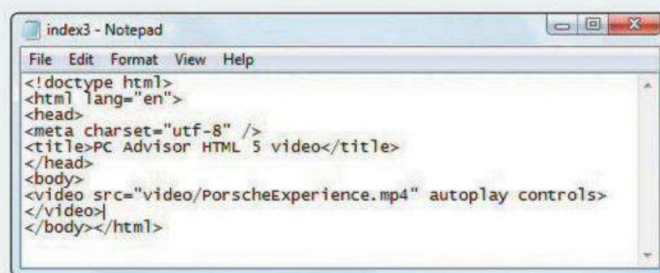 index3 - Notepad
File Edit Format View Help
<!doctype html>
<html lang="en">
<head>
<meta charset="utf-8" />
<title>PC Advisor HTML 5 video</title>
</head>
<body>
<video src="video/PorscheExperience.mp4" autoplay controls>
</video>
</body></html>